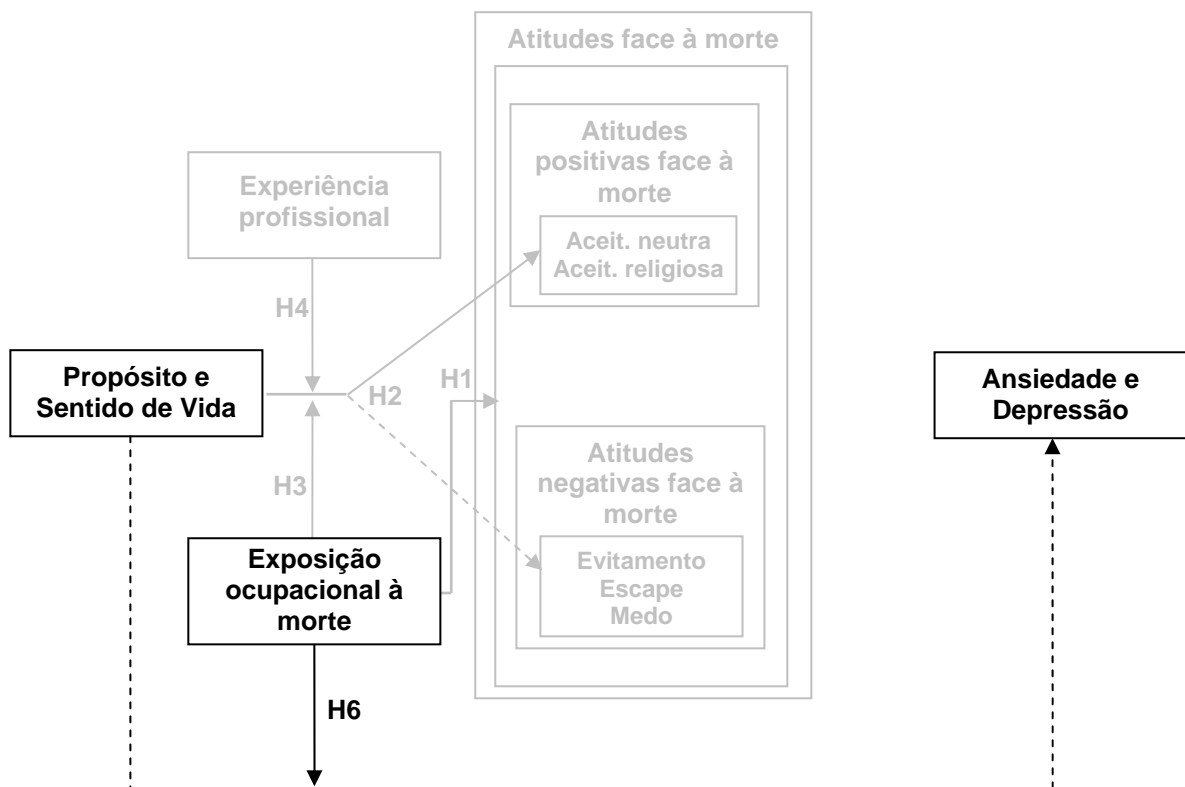 Atitudes face à morte
Atitudes
positivas face à
morte
Experiência
profissional
Aceit. neutra
Aceit. religiosa
H4
Propósito e
Sentido de Vida
H2
H1
Ansiedade e
Depressão
Atitudes
negativas face à
morte
H3
Exposição
ocupacional à
morte
Evitamento
Escape
Medo
H6